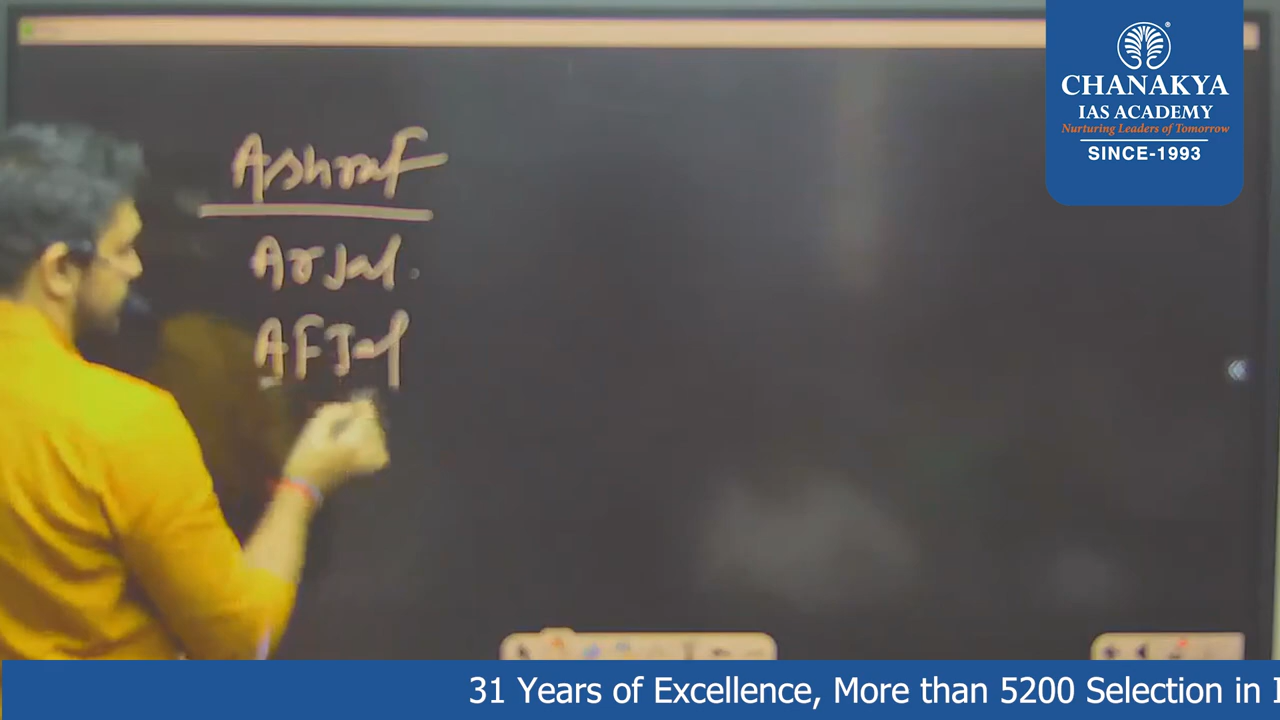 CHANAKYA
IAS ACADEMY
Nurturing Leaders of Tomorrow
SINCE-1993
Ashraf
Arjal.
AFJal
31 Years of Excellence, More than 5200 Selection in